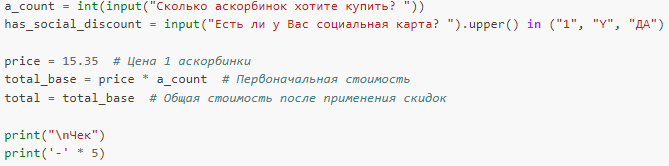 a_count = int(input("Сколько аскорбинок хотите купить? "))
has_social_discount = input("Есть ли у Вас социальная карта? ").upper() in ("1", "Y", "ДА")
price = 15.35  # Цена 1 аскорбинки
total_base = price * a_count  # Первоначальная стоимость
total = total_base  # Общая стоимость после применения скидок
print("\nЧек")
print('-' * 5)